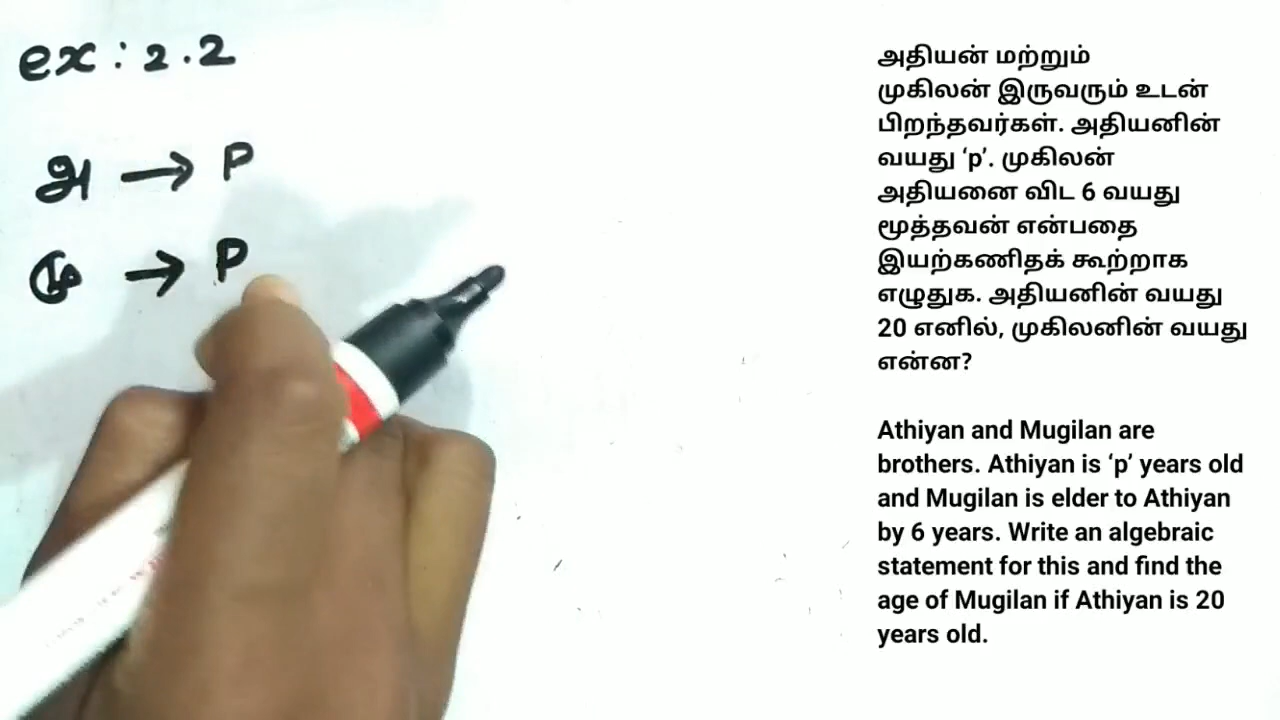 ex : 2.2
அ → P
மு → P
அதியன் மற்றும்
முகிலன் இருவரும் உடன்
பிறந்தவர்கள். அதியனின்
வயது ‘p’. முகிலன்
அதியனை விட 6 வயது
மூத்தவன் என்பதை
இயற்கணிதக் கூற்றாக
எழுதுக. அதியனின் வயது
20 எனில், முகிலனின் வயது
என்ன?
Athiyan and Mugilan are
brothers. Athiyan is ‘p’ years old
and Mugilan is elder to Athiyan
by 6 years. Write an algebraic
statement for this and find the
age of Mugilan if Athiyan is 20
years old.